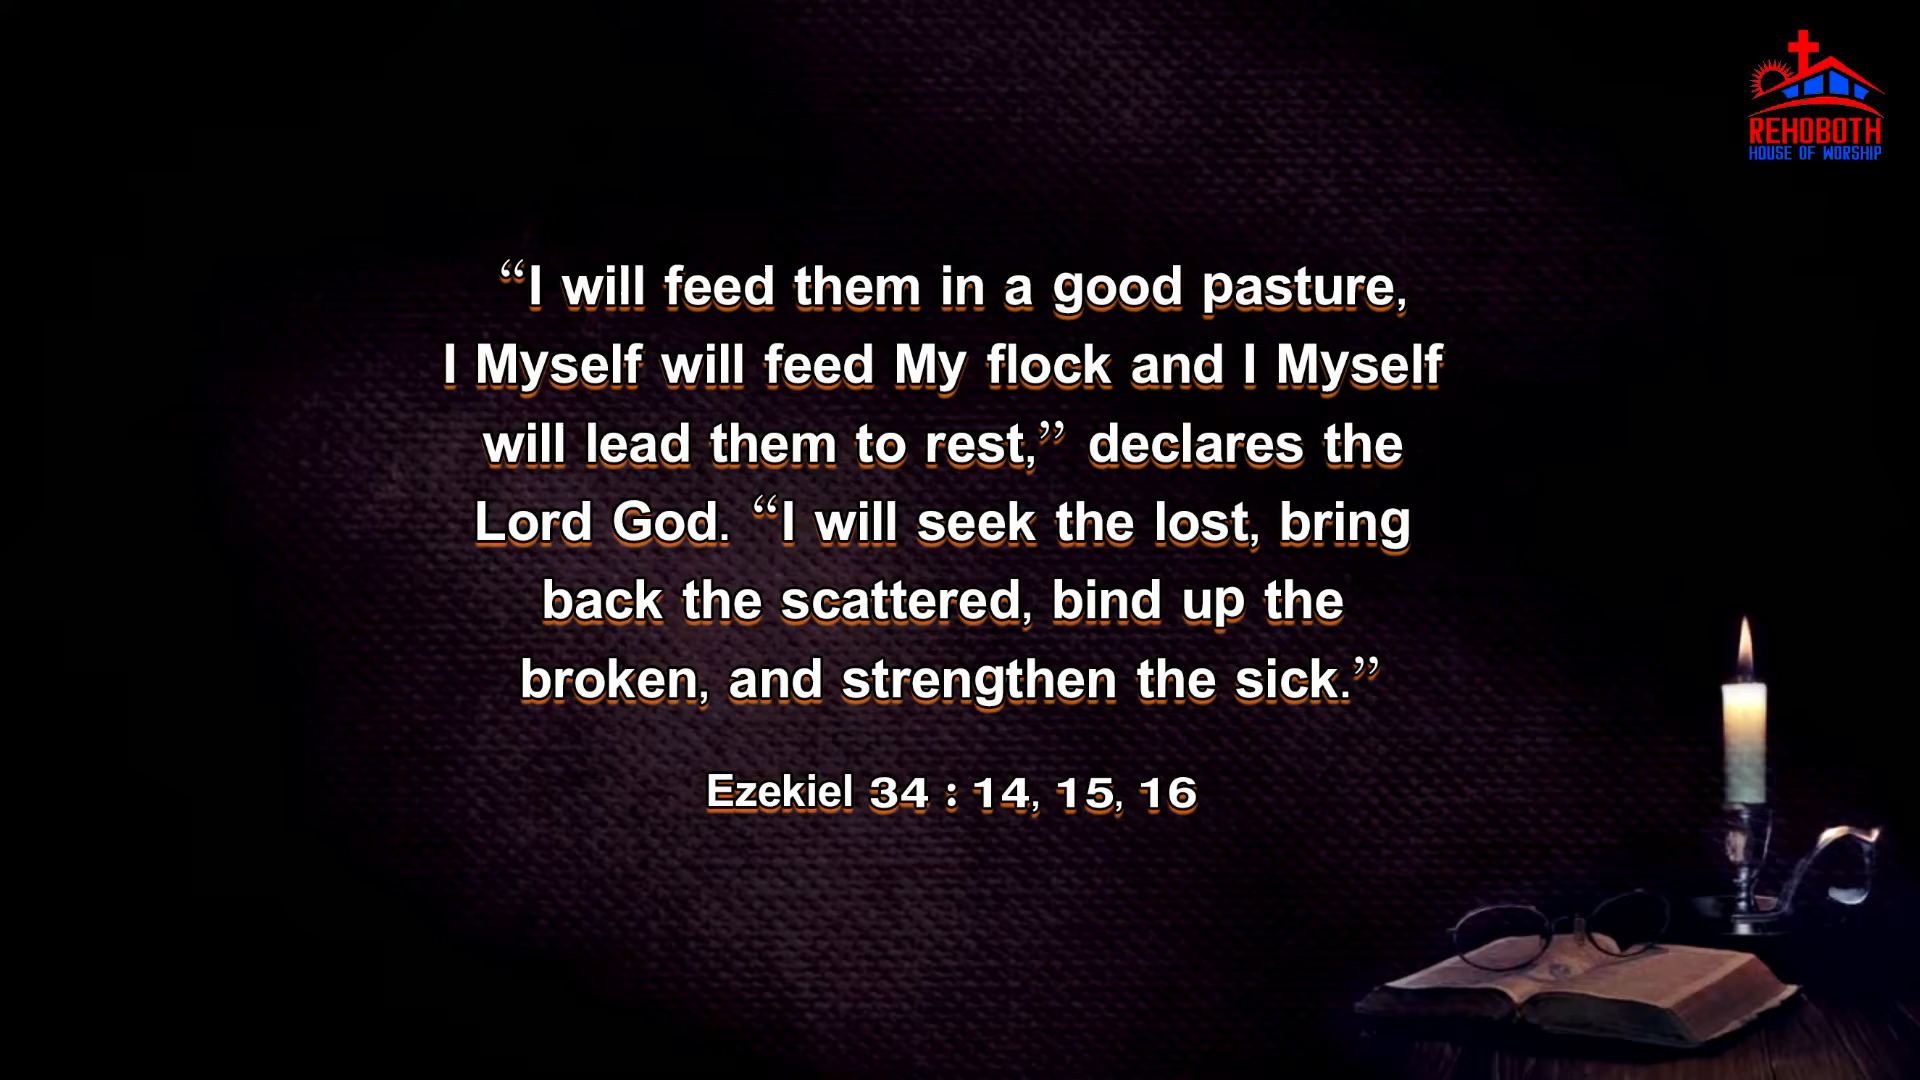 REHOBOTH
HOUSE OF WORSHIP
“I will feed them in a good pasture,
I Myself will feed My flock and I Myself
will lead them to rest,” declares the
Lord God. “I will seek the lost, bring
back the scattered, bind up the
broken, and strengthen the sick.”
Ezekiel 34 : 14, 15, 16